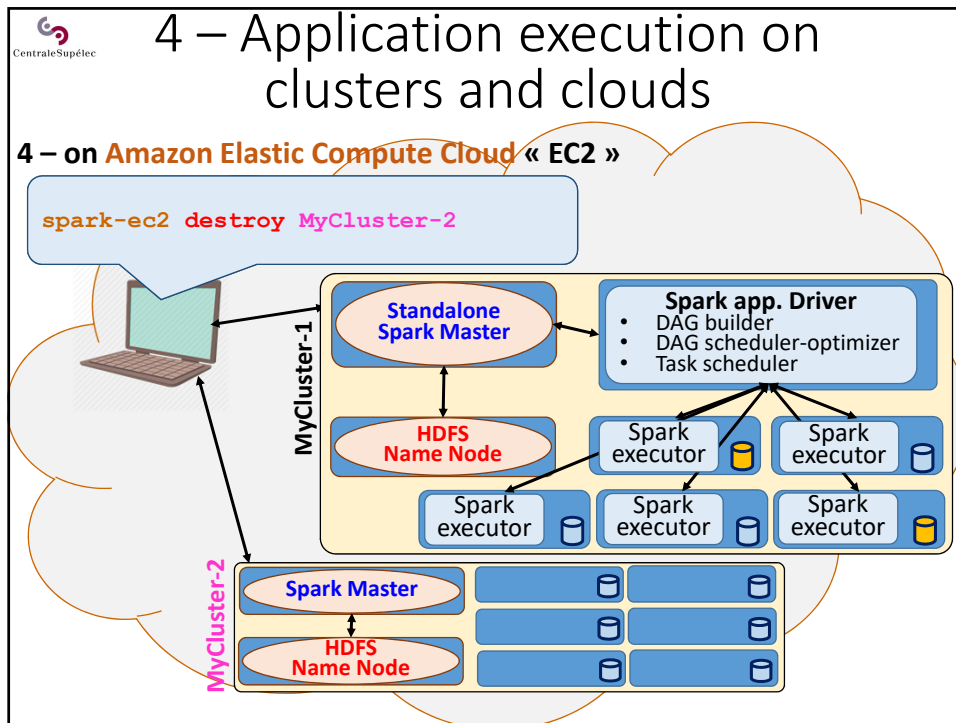 CentraleSupélec
4 – Application execution on
clusters and clouds
4 – on Amazon Elastic Compute Cloud « EC2 »
spark-ec2 destroy MyCluster-2
MyCluster-1
Standalone
Spark Master
Spark app. Driver
• DAG builder
• DAG scheduler-optimizer
• Task scheduler
HDFS
Name Node
Spark
executor
Spark
executor
Spark
executor
Spark
executor
Spark
executor
MyCluster-2
Spark Master
HDFS
Name Node